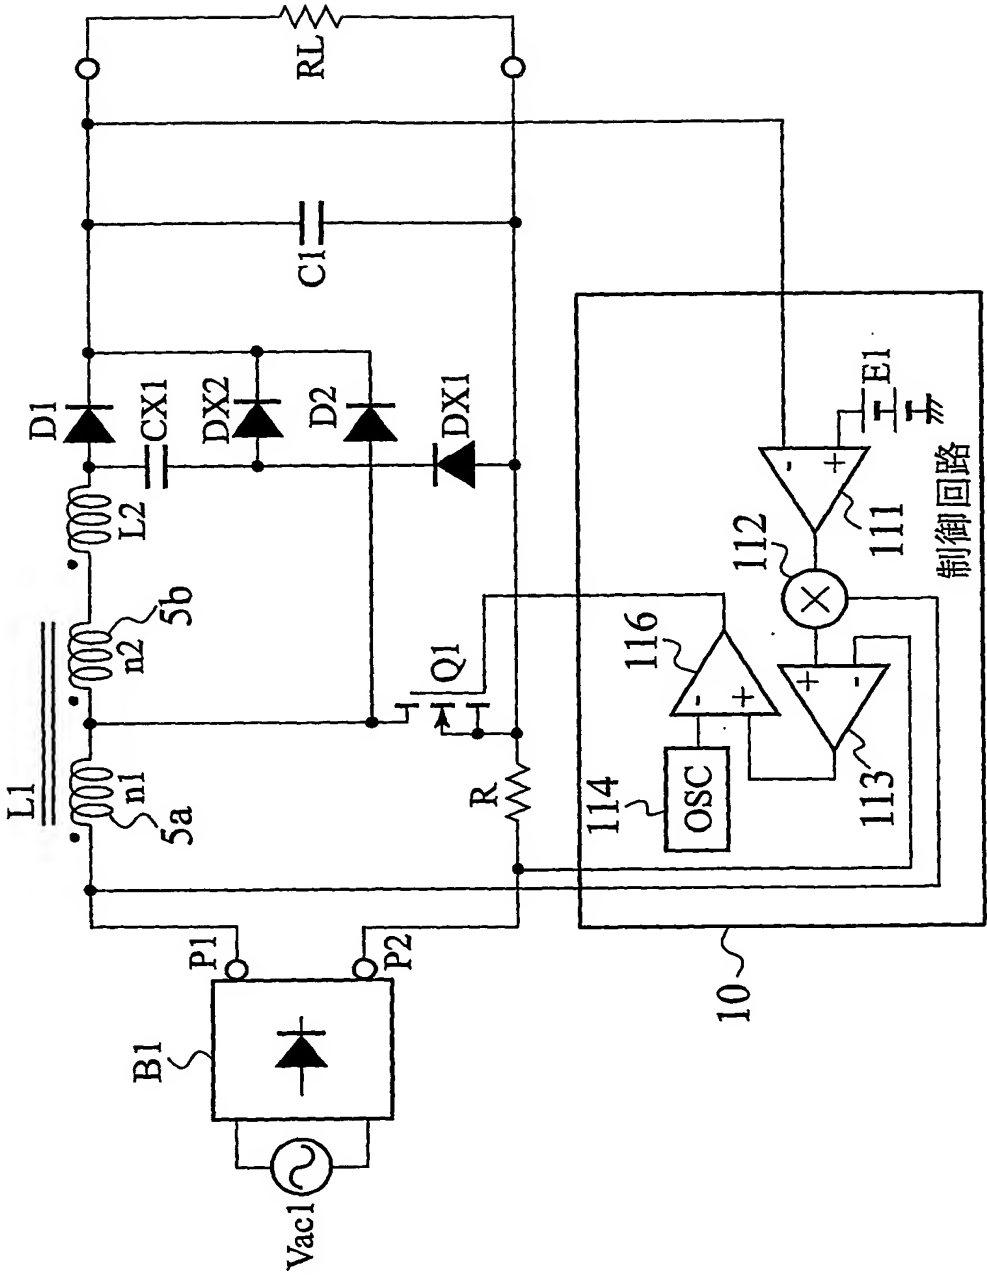 Vac1
B1
P1
P2
L1
5a
n1
n2
5b
L2
D1
CX1
DX2
D2
DX1
C1
RL
Q1
R
10
114
OSC
116
-
+
113
+
-
112
111
-
+
E1
制御回路